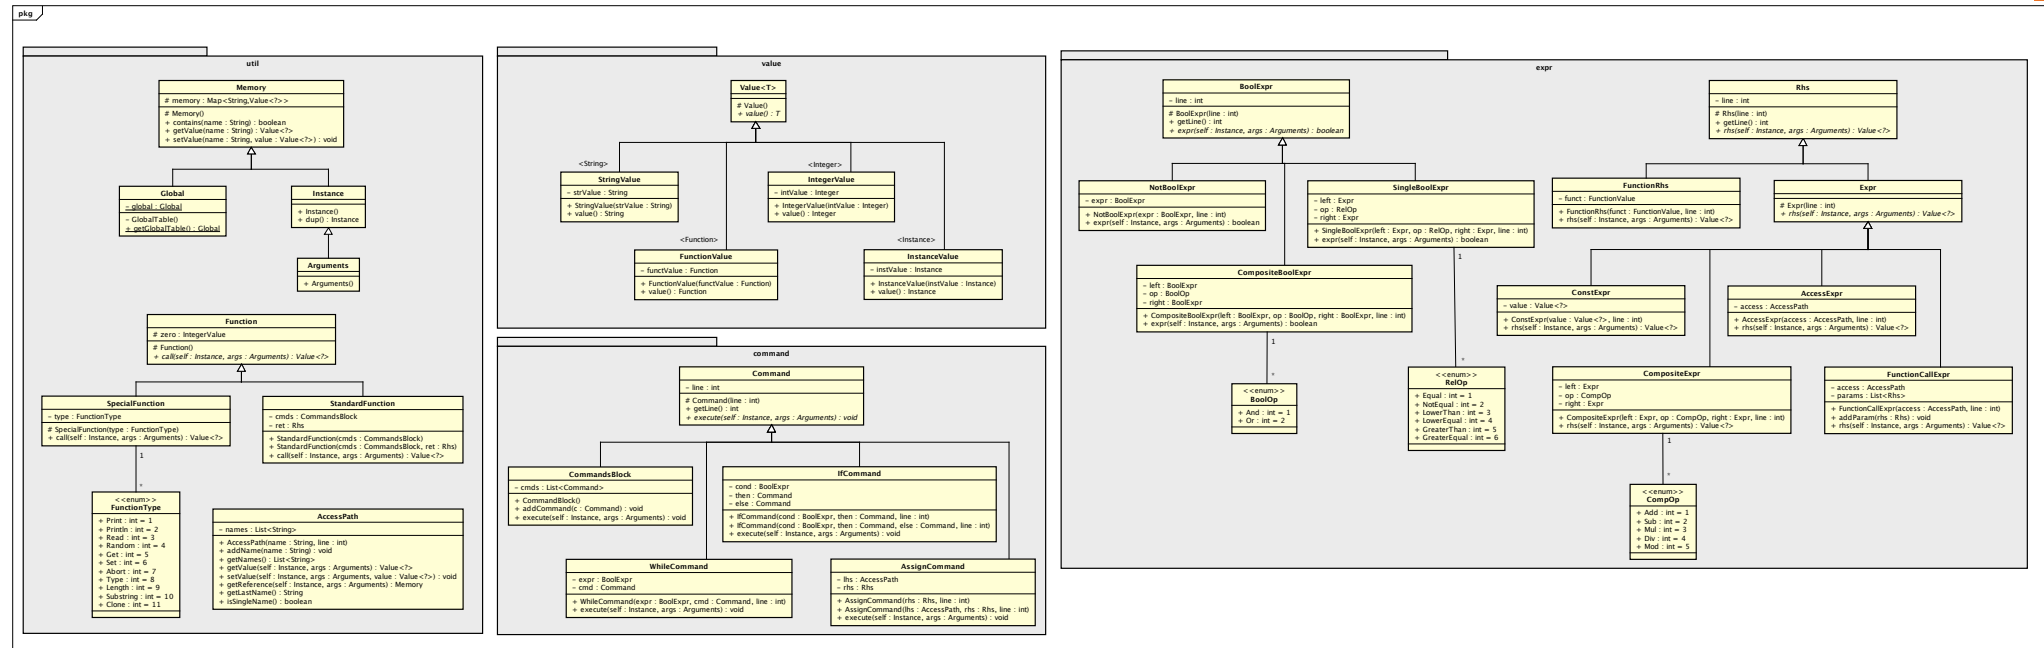 pkg
util
Memory
# memory : Map<String,Value<?>>
# Memory()
+ contains(name : String) : boolean
+ getValue(name : String) : Value<?>
+ setValue(name : String, value : Value<?>) : void
Global
- global : Global
- GlobalTable()
+ getGlobalTable() : Global
Instance
+ Instance()
+ dup() : Instance
Arguments
+ Arguments()
Function
# zero : IntegerValue
# Function()
+ call(self : Instance, args : Arguments) : Value<?>
SpecialFunction
- type : FunctionType
# SpecialFunction(type : FunctionType)
+ call(self : Instance, args : Arguments) : Value<?>
1
*
StandardFunction
- cmds : CommandsBlock
- ret : Rhs
+ StandardFunction(cmds : CommandsBlock)
+ StandardFunction(cmds : CommandsBlock, ret : Rhs)
+ call(self : Instance, args : Arguments) : Value<?>
<<enum>>
FunctionType
+ Print : int = 1
+ Println : int = 2
+ Read : int = 3
+ Random : int = 4
+ Get : int = 5
+ Set : int = 6
+ Abort : int = 7
+ Type : int = 8
+ Length : int = 9
+ Substring : int = 10
+ Clone : int = 11
AccessPath
- names : List<String>
+ AccessPath(name : String, line : int)
+ addName(name : String) : void
+ getNames() : List<String>
+ getValue(self : Instance, args : Arguments) : Value<?>
+ setValue(self : Instance, args : Arguments, value : Value<?>) : void
+ getReference(self : Instance, args : Arguments) : Memory
+ getLastName() : String
+ isSingleName() : boolean
value
Value<T>
# Value()
+ value() : T
<String>
StringValue
- strValue : String
+ StringValue(strValue : String)
+ value() : String
<Integer>
IntegerValue
- intValue : Integer
+ IntegerValue(intValue : Integer)
+ value() : Integer
<Function>
FunctionValue
- functValue : Function
+ FunctionValue(functValue : Function)
+ value() : Function
<Instance>
InstanceValue
- instValue : Instance
+ InstanceValue(instValue : Instance)
+ value() : Instance
command
Command
- line : int
# Command(line : int)
+ getLine() : int
+ execute(self : Instance, args : Arguments) : void
CommandsBlock
- cmds : List<Command>
+ CommandBlock()
+ addCommand(c : Command) : void
+ execute(self : Instance, args : Arguments) : void
IfCommand
- cond : BoolExpr
- then : Command
- else : Command
+ IfCommand(cond : BoolExpr, then : Command, line : int)
+ IfCommand(cond : BoolExpr, then : Command, else : Command, line : int)
+ execute(self : Instance, args : Arguments) : void
WhileCommand
- expr : BoolExpr
- cmd : Command
+ WhileCommand(expr : BoolExpr, cmd : Command, line : int)
+ execute(self : Instance, args : Arguments) : void
AssignCommand
- lhs : AccessPath
- rhs : Rhs
+ AssignCommand(rhs : Rhs, line : int)
+ AssignCommand(lhs : AccessPath, rhs : Rhs, line : int)
+ execute(self : Instance, args : Arguments) : void
expr
BoolExpr
- line : int
# BoolExpr(line : int)
+ getLine() : int
+ expr(self : Instance, args : Arguments) : boolean
NotBoolExpr
- expr : BoolExpr
+ NotBoolExpr(expr : BoolExpr, line : int)
+ expr(self : Instance, args : Arguments) : boolean
SingleBoolExpr
- left : Expr
- op : RelOp
- right : Expr
+ SingleBoolExpr(left : Expr, op : RelOp, right : Expr, line : int)
+ expr(self : Instance, args : Arguments) : boolean
1
*
CompositeBoolExpr
- left : BoolExpr
- op : BoolOp
- right : BoolExpr
+ CompositeBoolExpr(left : BoolExpr, op : BoolOp, right : BoolExpr, line : int)
+ expr(self : Instance, args : Arguments) : boolean
1
*
<<enum>>
BoolOp
+ And : int = 1
+ Or : int = 2
<<enum>>
RelOp
+ Equal : int = 1
+ NotEqual : int = 2
+ LowerThan : int = 3
+ LowerEqual : int = 4
+ GreaterThan : int = 5
+ GreaterEqual : int = 6
Rhs
- line : int
# Rhs(line : int)
+ getLine() : int
+ rhs(self : Instance, args : Arguments) : Value<?>
FunctionRhs
- funct : FunctionValue
+ FunctionRhs(funct : FunctionValue, line : int)
+ rhs(self : Instance, args : Arguments) : Value<?>
Expr
# Expr(line : int)
+ rhs(self : Instance, args : Arguments) : Value<?>
ConstExpr
- value : Value<?>
+ ConstExpr(value : Value<?>, line : int)
+ rhs(self : Instance, args : Arguments) : Value<?>
AccessExpr
- access : AccessPath
+ AccessExpr(access : AccessPath, line : int)
+ rhs(self : Instance, args : Arguments) : Value<?>
CompositeExpr
- left : Expr
- op : CompOp
- right : Expr
+ CompositeExpr(left : Expr, op : CompOp, right : Expr, line : int)
+ rhs(self : Instance, args : Arguments) : Value<?>
1
*
FunctionCallExpr
- access : AccessPath
- params : List<Rhs>
+ FunctionCallExpr(access : AccessPath, line : int)
+ addParam(rhs : Rhs) : void
+ rhs(self : Instance, args : Arguments) : Value<?>
<<enum>>
CompOp
+ Add : int = 1
+ Sub : int = 2
+ Mul : int = 3
+ Div : int = 4
+ Mod : int = 5